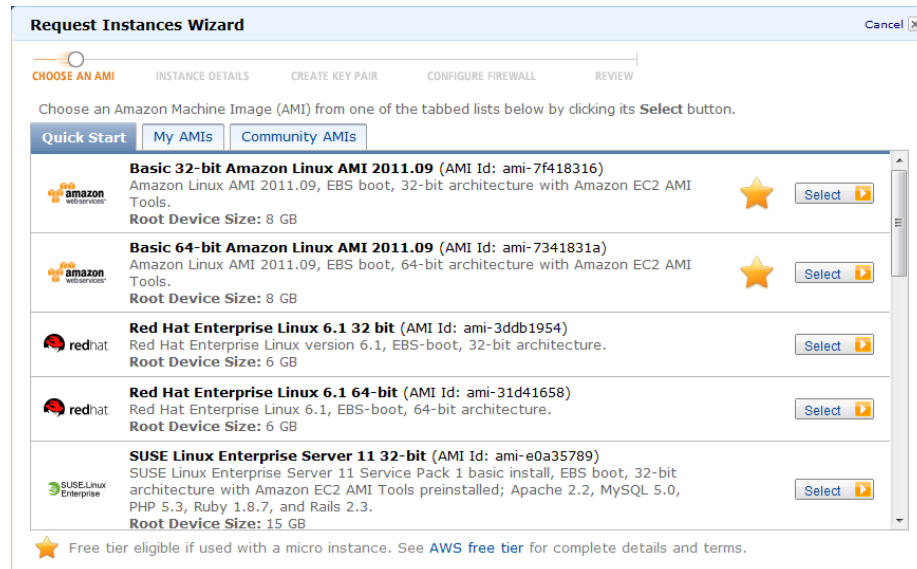 Request Instances Wizard
Cancel
CHOOSE AN AMI
INSTANCE DETAILS
CREATE KEY PAIR
CONFIGURE FIREWALL
REVIEW
Choose an Amazon Machine Image (AMI) from one of the tabbed lists below by clicking its Select button.
Quick Start
My AMIs
Community AMIs
amazon
webservices
Basic 32-bit Amazon Linux AMI 2011.09 (AMI Id: ami-7f418316)
Amazon Linux AMI 2011.09, EBS boot, 32-bit architecture with Amazon EC2 AMI
Tools.
Root Device Size: 8 GB
Select
amazon
webservices
Basic 64-bit Amazon Linux AMI 2011.09 (AMI Id: ami-7341831a)
Amazon Linux AMI 2011.09, EBS boot, 64-bit architecture with Amazon EC2 AMI
Tools.
Root Device Size: 8 GB
Select
redhat
Red Hat Enterprise Linux 6.1 32 bit (AMI Id: ami-3ddb1954)
Red Hat Enterprise Linux version 6.1, EBS-boot, 32-bit architecture.
Root Device Size: 6 GB
Select
redhat
Red Hat Enterprise Linux 6.1 64-bit (AMI Id: ami-31d41658)
Red Hat Enterprise Linux 6.1, EBS-boot, 64-bit architecture.
Root Device Size: 6 GB
Select
SUSE.Linux
Enterprise
SUSE Linux Enterprise Server 11 32-bit (AMI Id: ami-e0a35789)
SUSE Linux Enterprise Server 11 Service Pack 1 basic install, EBS boot, 32-bit
architecture with Amazon EC2 AMI Tools preinstalled; Apache 2.2, MySQL 5.0,
PHP 5.3, Ruby 1.8.7, and Rails 2.3.
Root Device Size: 15 GB
Select
Free tier eligible if used with a micro instance. See AWS free tier for complete details and terms.